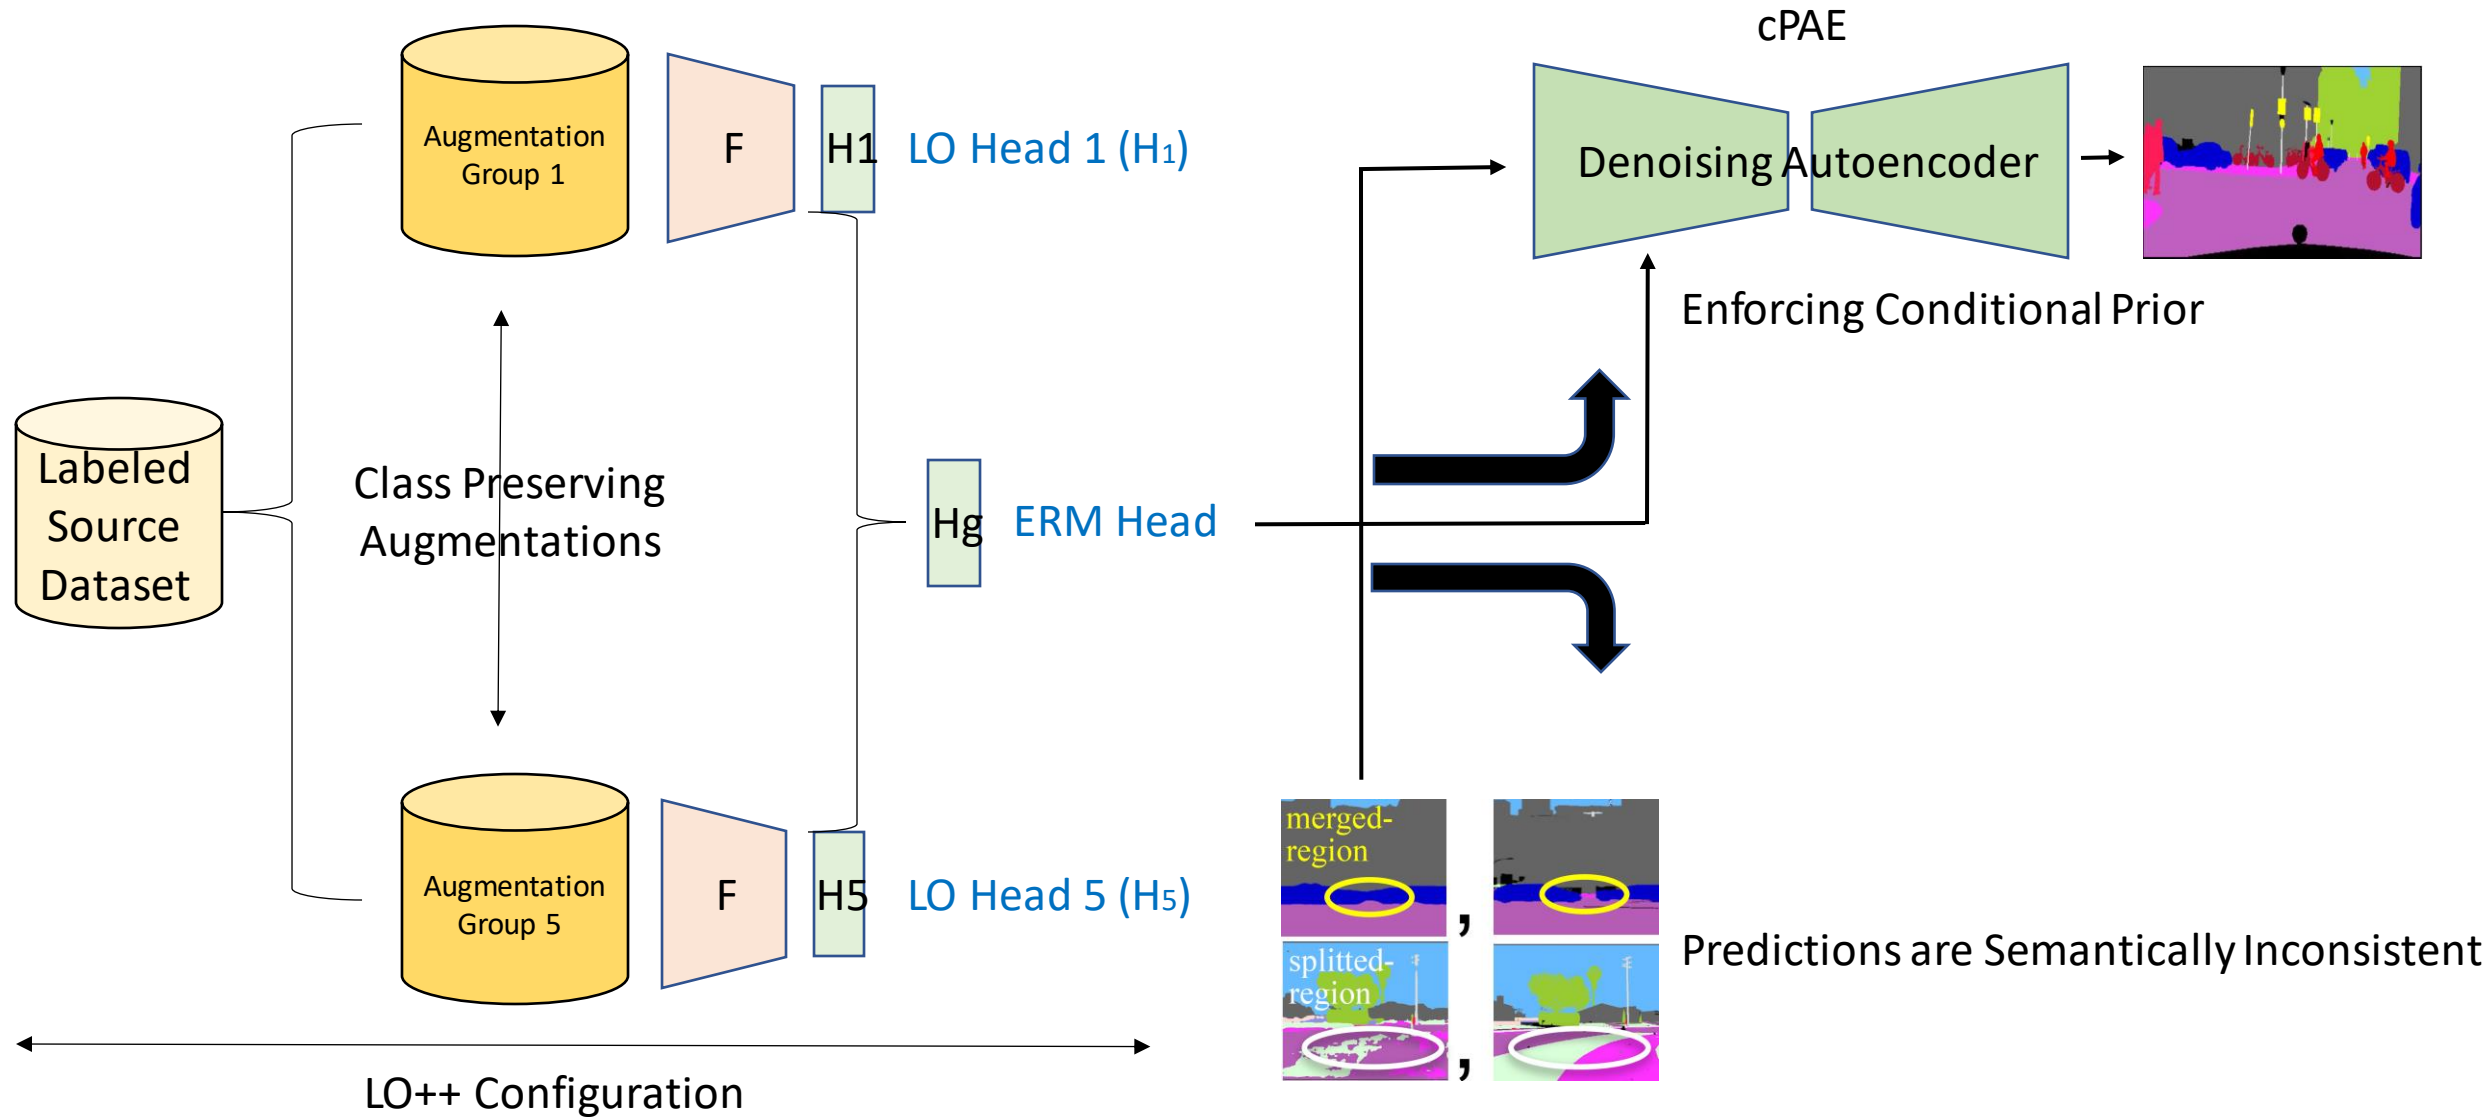 cPAE
Augmentation
Group 1
F
H1
LO Head 1 (H1)
Denoising Autoencoder
Enforcing Conditional Prior
Labeled
Source
Dataset
Class Preserving
Augmentations
Hg
ERM Head
merged-
region
,
Augmentation
Group 5
F
H5
LO Head 5 (H5)
Predictions are Semantically Inconsistent
splitted-
region
,
LO++ Configuration